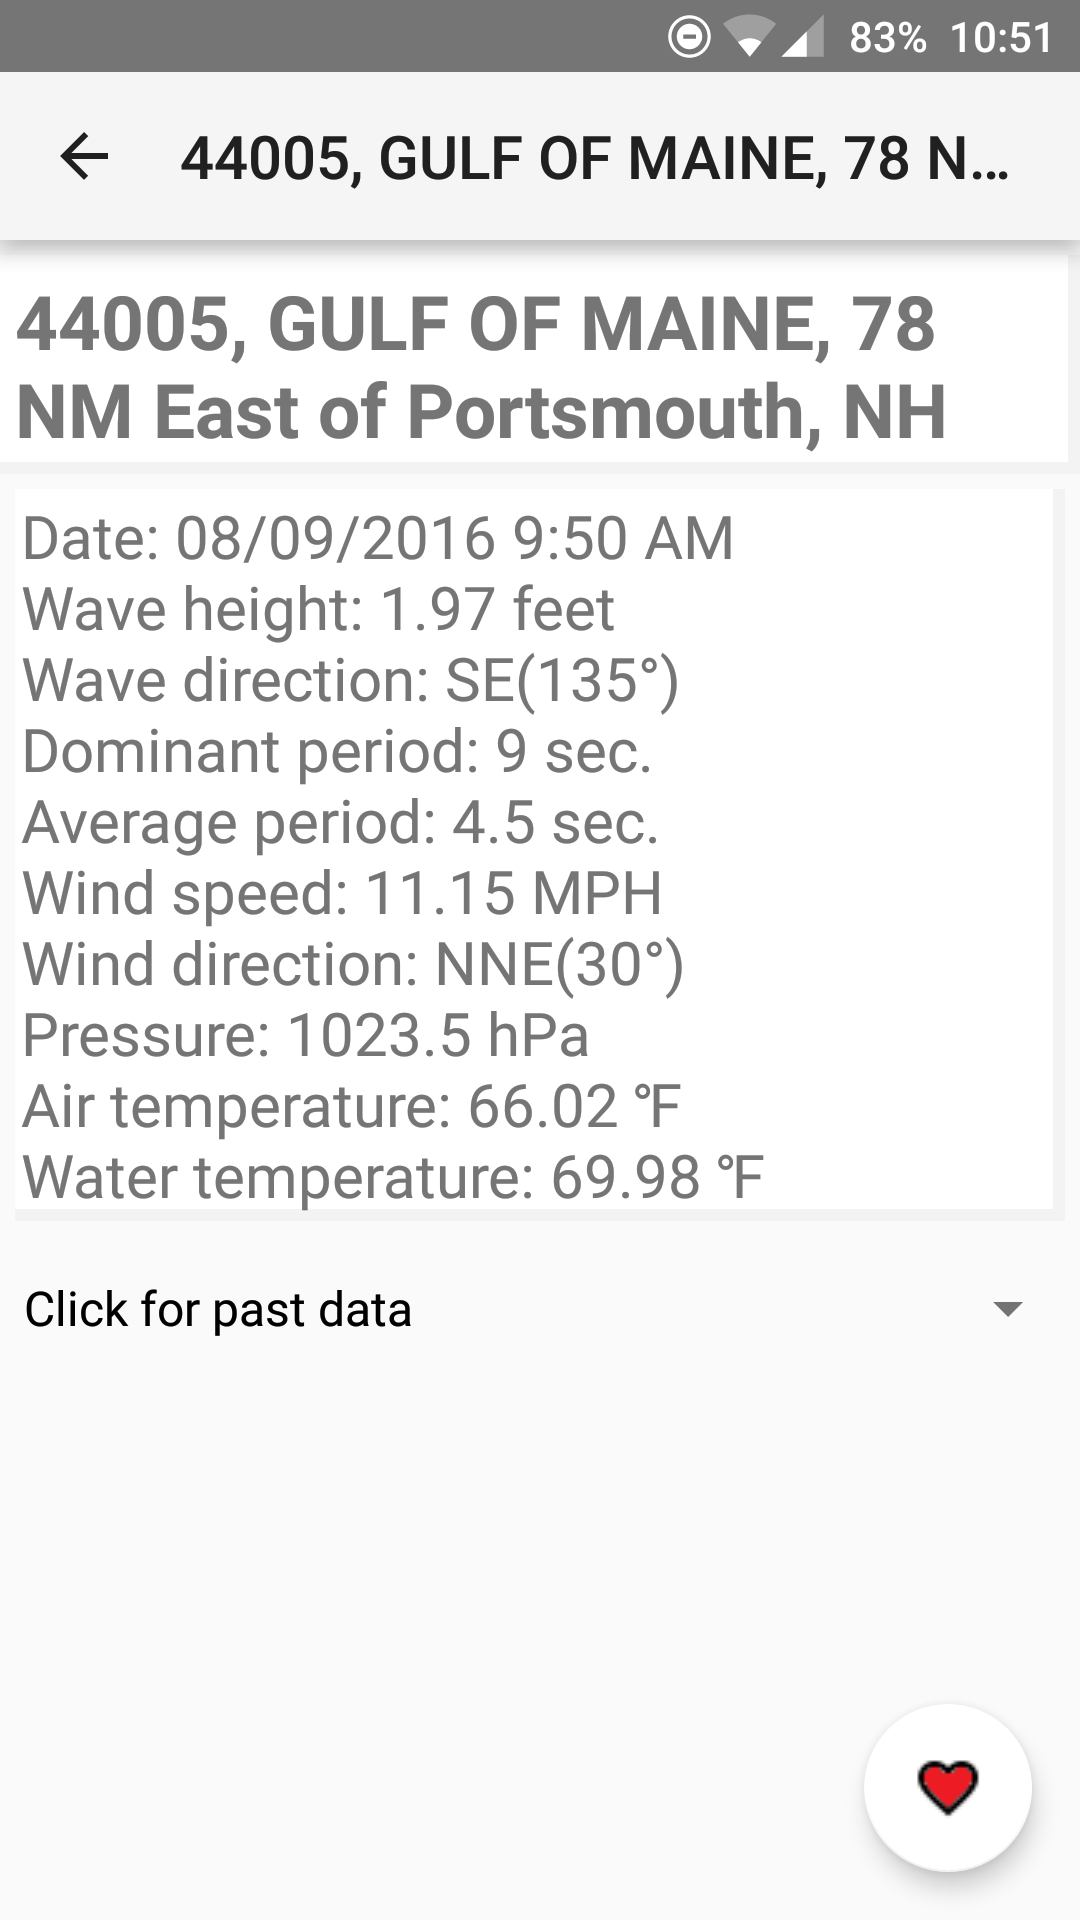 83% 10:51
44005, GULF OF MAINE, 78 N...
44005, GULF OF MAINE, 78
NM East of Portsmouth, NH
Date: 08/09/2016 9:50 AM
Wave height: 1.97 feet
Wave direction: SE(135°)
Dominant period: 9 sec.
Average period: 4.5 sec.
Wind speed: 11.15 MPH
Wind direction: NNE(30°)
Pressure: 1023.5 hPa
Air temperature: 66.02 °F
Water temperature: 69.98 °F
Click for past data